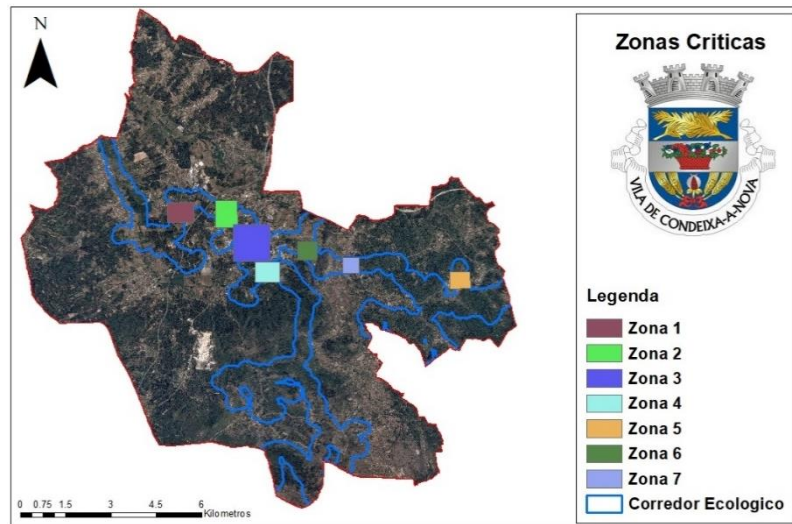 N
Zonas Criticas
VILA DE CONDEIXA-A-NOVA
Legenda
Zona 1
Zona 2
Zona 3
Zona 4
Zona 5
Zona 6
Zona 7
Corredor Ecologico
0 0.75 1.5 3 4.5 6
Kilometros